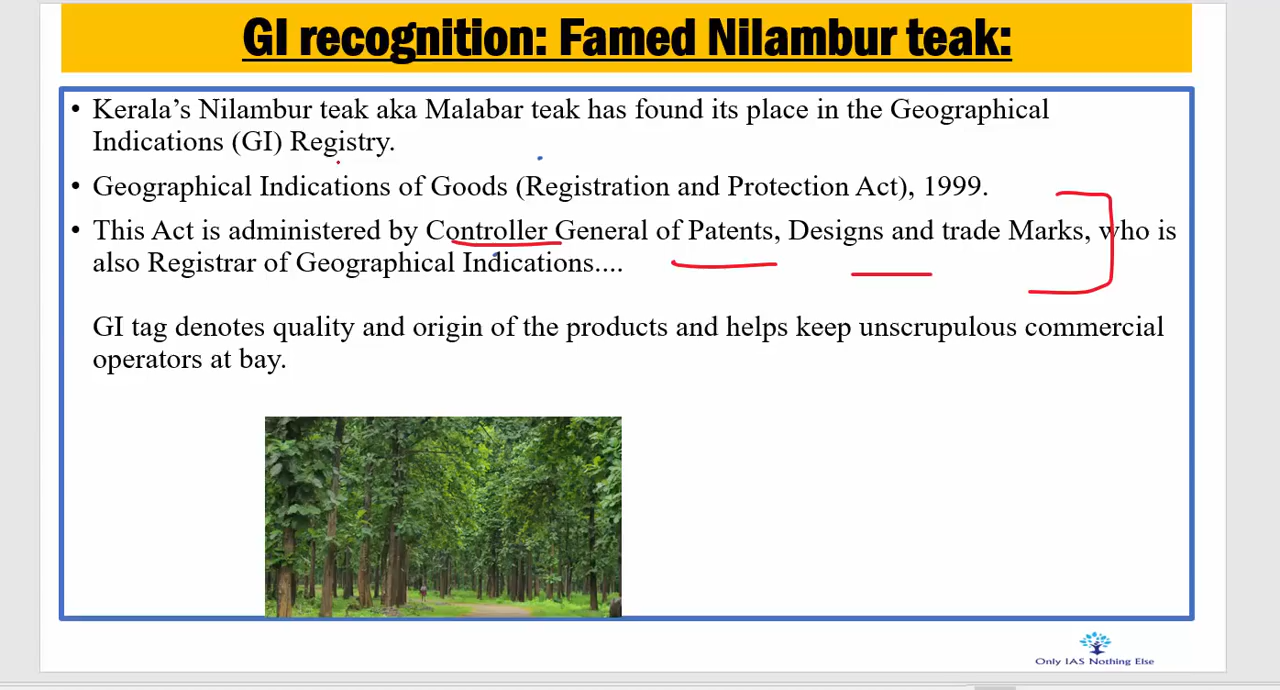 GI recognition: Famed Nilambur teak:
• Kerala’s Nilambur teak aka Malabar teak has found its place in the Geographical
Indications (GI) Registry.
• Geographical Indications of Goods (Registration and Protection Act), 1999.
• This Act is administered by Controller General of Patents, Designs and trade Marks, who is
also Registrar of Geographical Indications....
GI tag denotes quality and origin of the products and helps keep unscrupulous commercial
operators at bay.
Only IAS Nothing Else